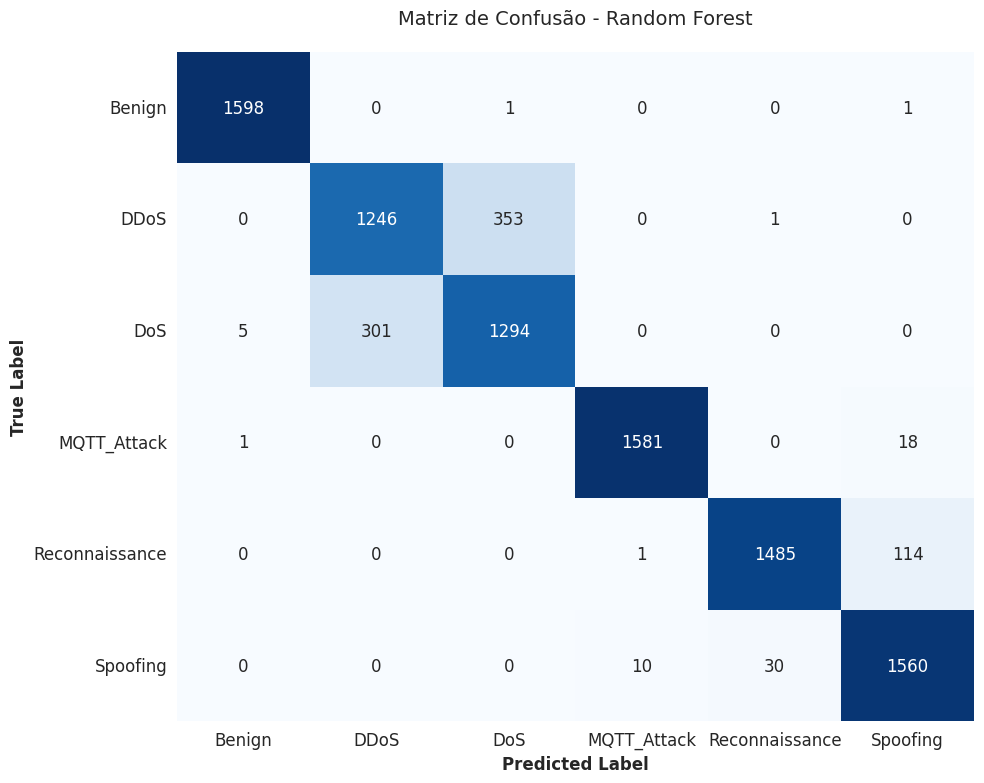 Matriz de Confusão - Random Forest
True Label
Benign 1598 0 1 0 0 1
DDoS 0 1246 353 0 1 0
DoS 5 301 1294 0 0 0
MQTT_Attack 1 0 0 1581 0 18
Reconnaissance 0 0 0 1 1485 114
Spoofing 0 0 0 10 30 1560
Benign DDoS DoS MQTT_Attack Reconnaissance Spoofing
Predicted Label